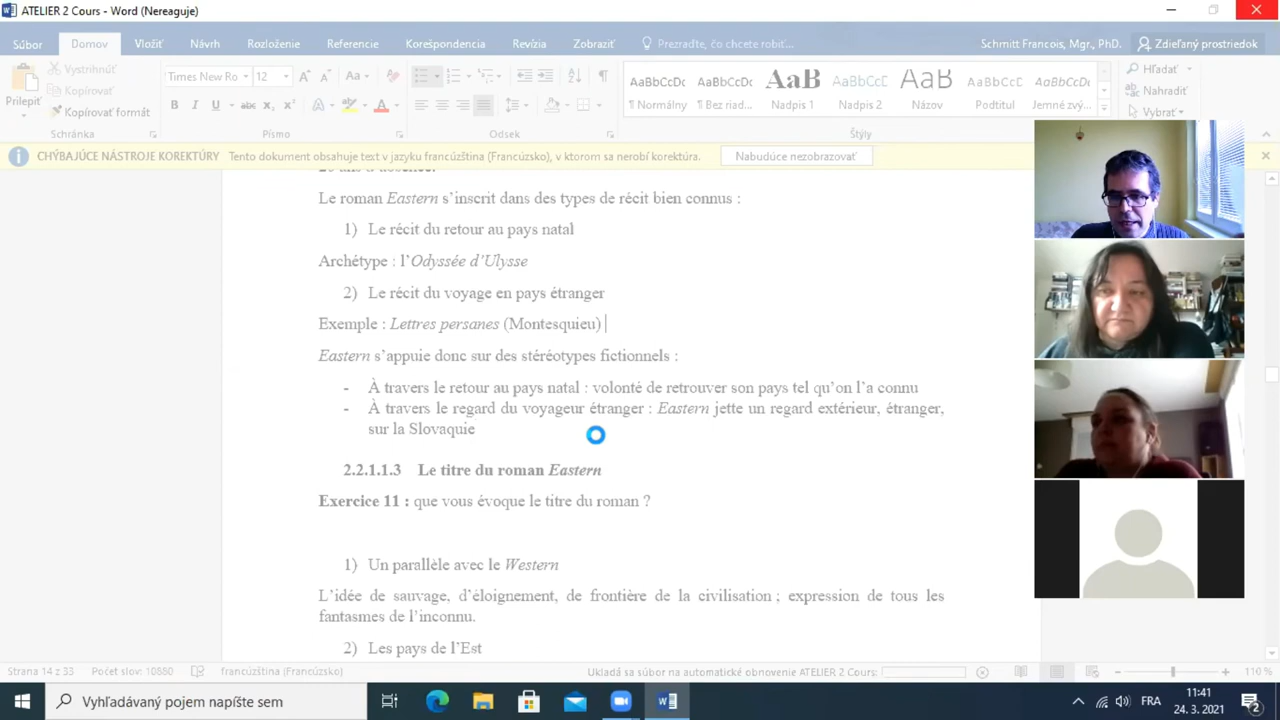 ATELIER 2 Cours - Word (Nereaguje)
Súbor Domov Vložiť Návrh Rozloženie Referencie Korešpondencia Revízia Zobraziť Prezraďte, čo chcete robiť... Schmitt Francois, Mgr., PhD. Zdieľaný prostriedok
Prilepiť
Vystrihnúť
Kopírovať
Kopírovať formát
Times New Ro 12 Aa
B I U abc x₂ x² A A
AaBbCcDc AaBbCcDc AaB AaBbCcD AaB AaBbCcD AaBbCcDc
¶ Normálny ¶ Bez riad... Nadpis 1 Nadpis 2 Názov Podtitul Jemné zvý...
Hľadať
Nahradiť
Vybrať
Schránka Písmo Odsek Štýly
CHÝBAJÚCE NÁSTROJE KOREKTÚRY Tento dokument obsahuje text v jazyku francúzština (Francúzsko), v ktorom sa nerobí korektúra. Nabudúce nezobrazovať
Le roman Eastern s’inscrit dans des types de récit bien connus :
1) Le récit du retour au pays natal
Archétype : l’Odyssée d’Ulysse
2) Le récit du voyage en pays étranger
Exemple : Lettres persanes (Montesquieu)
Eastern s’appuie donc sur des stéréotypes fictionnels :
- À travers le retour au pays natal : volonté de retrouver son pays tel qu’on l’a connu
- À travers le regard du voyageur étranger : Eastern jette un regard extérieur, étranger,
sur la Slovaquie
2.2.1.1.3 Le titre du roman Eastern
Exercice 11 : que vous évoque le titre du roman ?
1) Un parallèle avec le Western
L’idée de sauvage, d’éloignement, de frontière de la civilisation ; expression de tous les
fantasmes de l’inconnu.
2) Les pays de l’Est
Strana 14 z 33 Počet slov: 10880 francúzština (Francúzsko) Ukladá sa súbor na automatické obnovenie ATELIER 2 Cours: 110 %
Vyhľadávaný pojem napíšte sem
FRA
11:41
24. 3. 2021
2